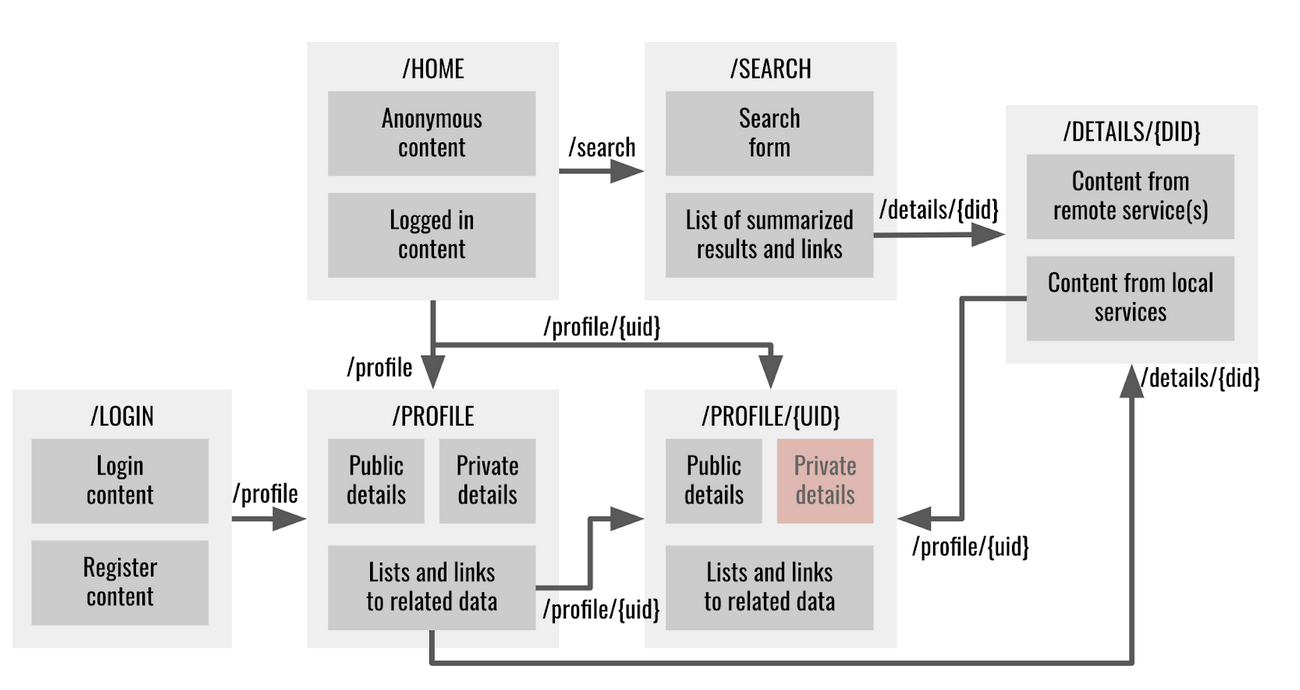 /HOME
Anonymous
content
Logged in
content
/search
/SEARCH
Search
form
List of summarized
results and links
/details/{did}
/DETAILS/{DID}
Content from
remote service(s)
Content from local
services
/profile/{uid}
/profile
/details/{did}
/LOGIN
Login
content
Register
content
/profile
/PROFILE
Public
details
Private
details
Lists and links
to related data
/profile/{uid}
/PROFILE/{UID}
Public
details
Private
details
Lists and links
to related data
/profile/{uid}